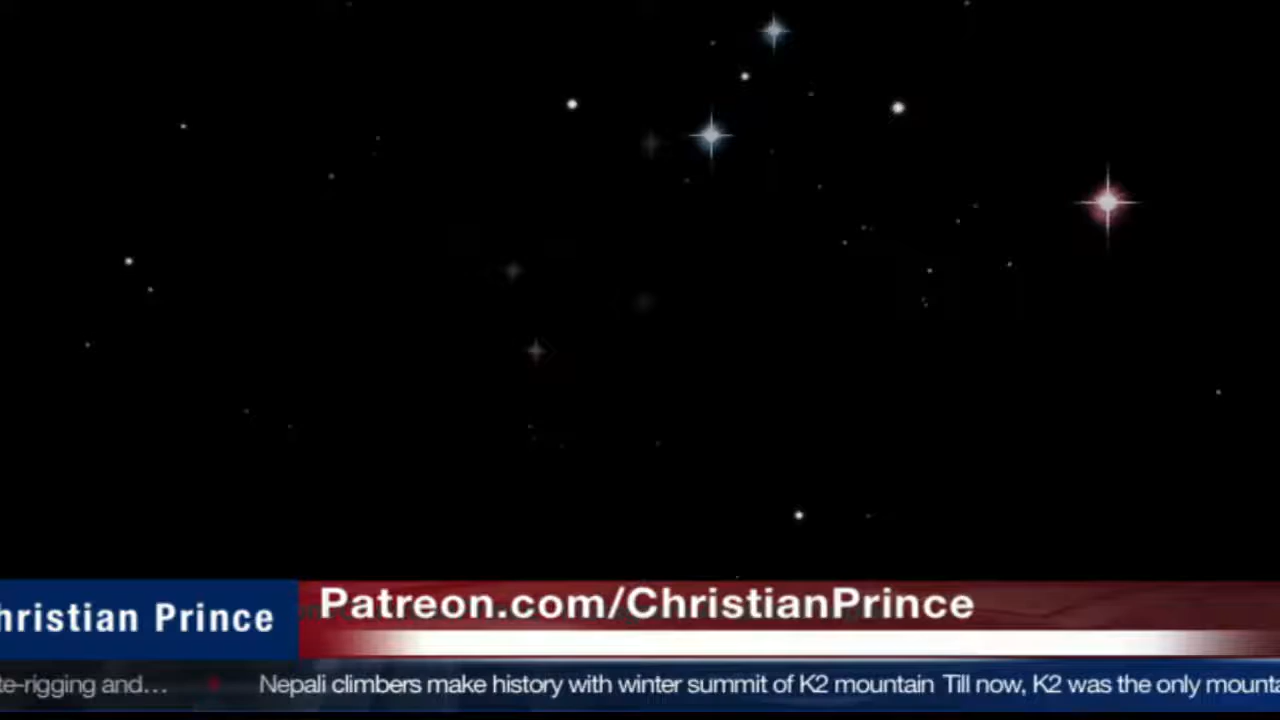 Patreon.com/ChristianPrince
hristian Prince
te-rigging and... Nepali climbers make history with winter summit of K2 mountain Till now, K2 was the only mounta